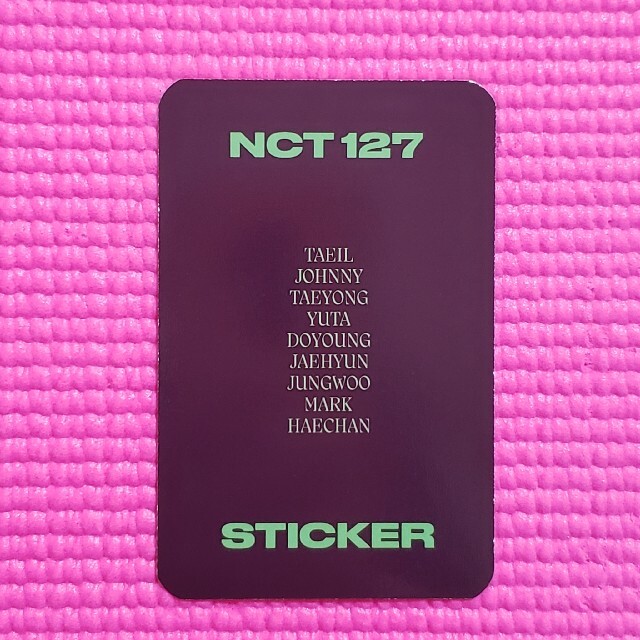 NCT 127
TAEIL
JOHNNY
TAEYONG
YUTA
DOYOUNG
JAEHYUN
JUNGWOO
MARK
HAECHAN
STICKER